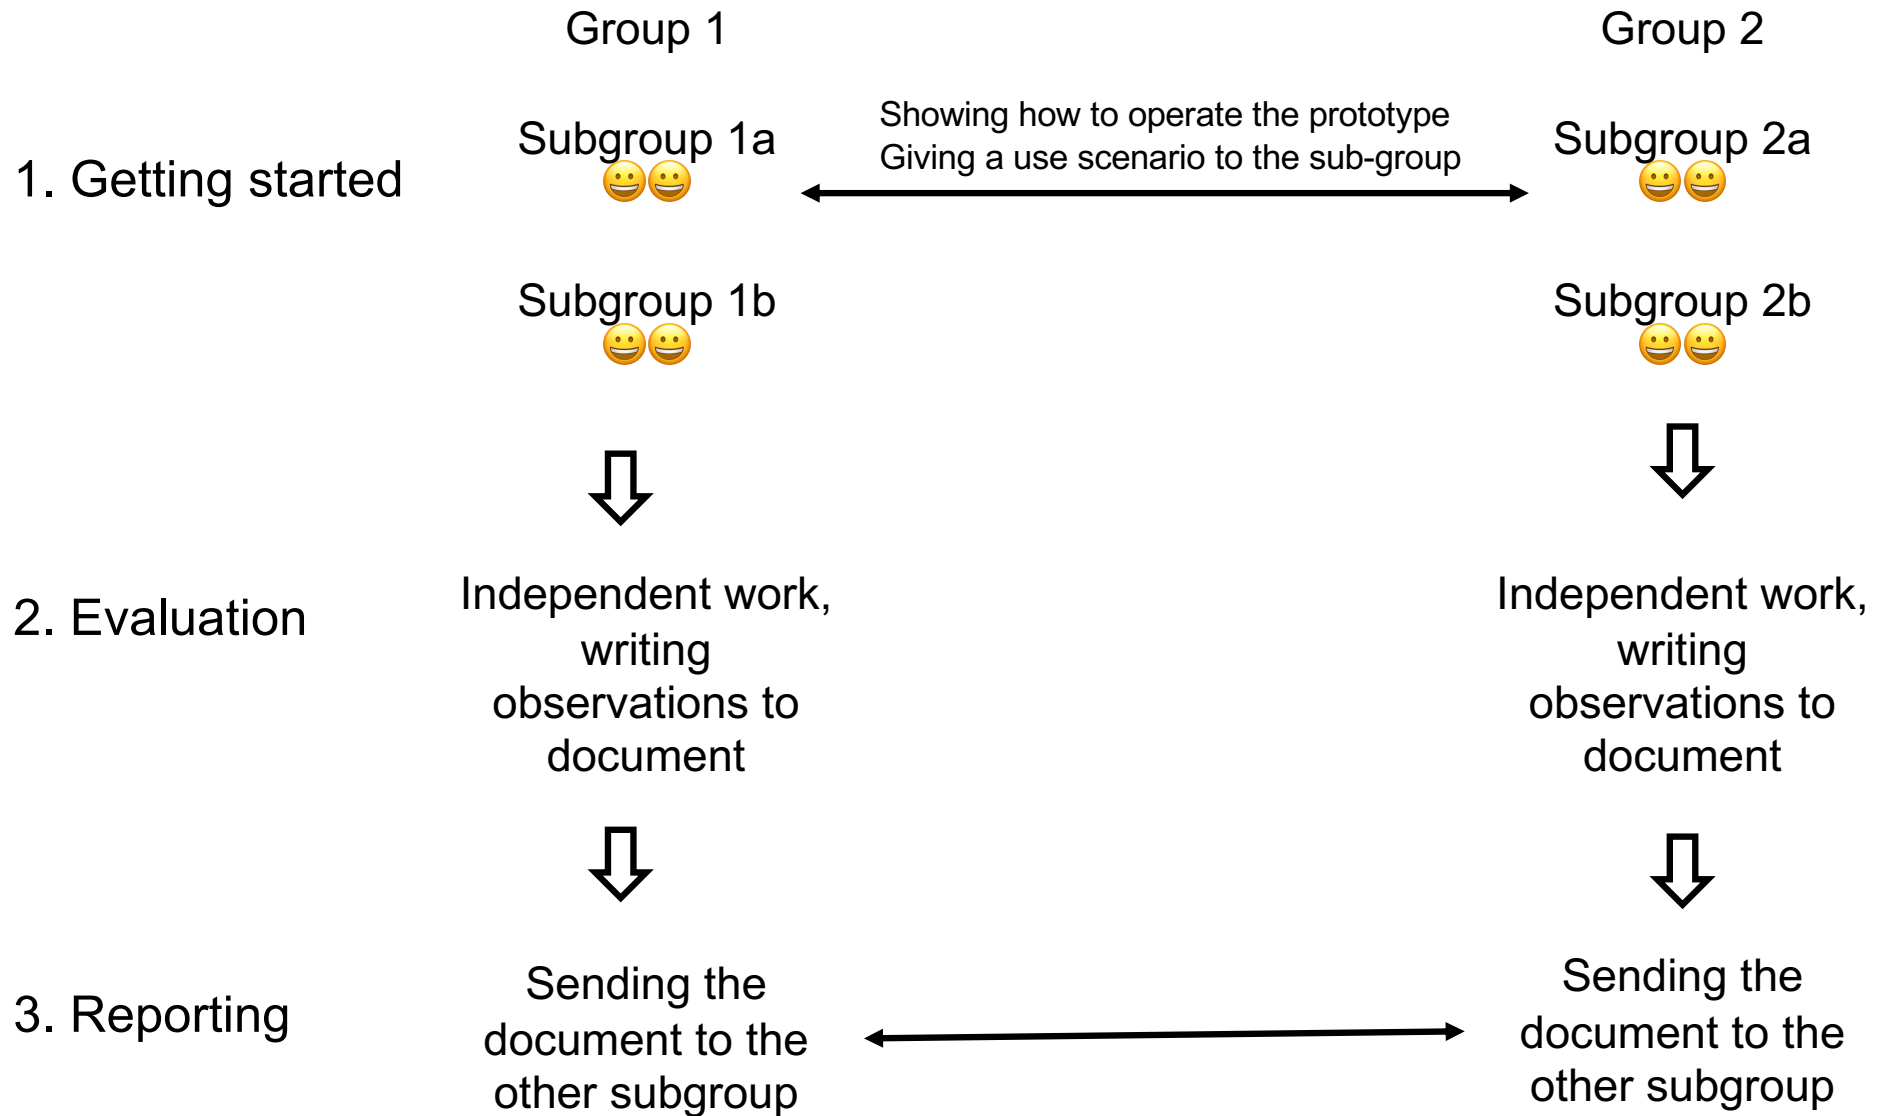 Group 1
Group 2
Subgroup 1a
Showing how to operate the prototype
Giving a use scenario to the sub-group
Subgroup 2a
1. Getting started
Subgroup 1b
Subgroup 2b
2. Evaluation
Independent work,
writing
observations to
document
Independent work,
writing
observations to
document
3. Reporting
Sending the
document to the
other subgroup
Sending the
document to the
other subgroup